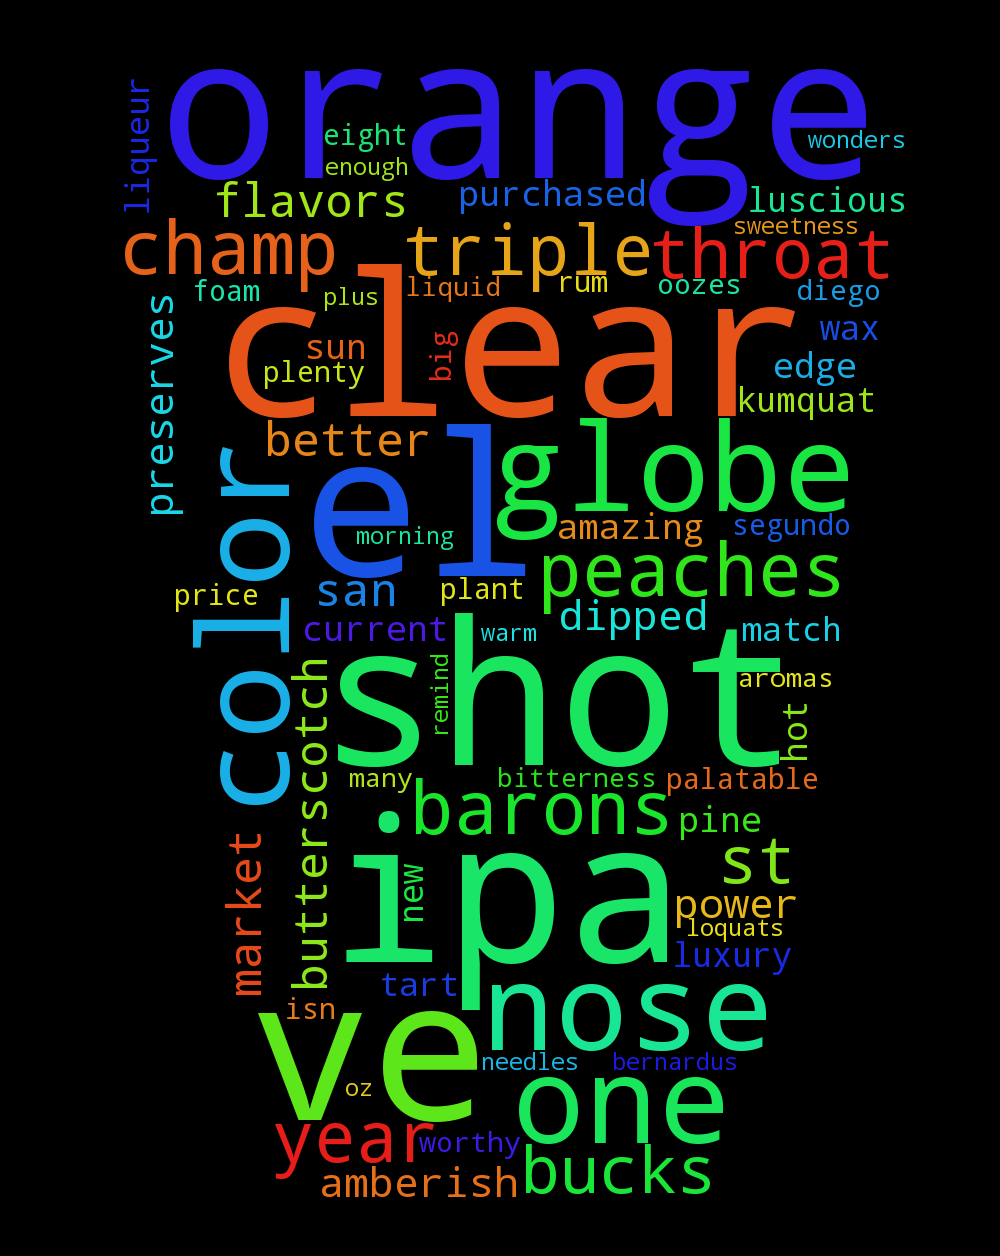 orange
liqueur
eight
wonders
enough
flavors
purchased
luscious
champ
triple
throat
sweetness
foam
plus
liquid
rum
oozes
diego
preserves
clear
sun
big
wax
plenty
edge
kumquat
better
el
globe
color
morning
amazing
segundo
peaches
price
san
plant
dipped
current
warm
match
shot
remind
aromas
butterscotch
hot
many
bitterness
palatable
barons
pine
market
ipa
new
st
power
loquats
luxury
tart
nose
isn
ve
needles
bernardus
oz
one
year
worthy
bucks
amberish